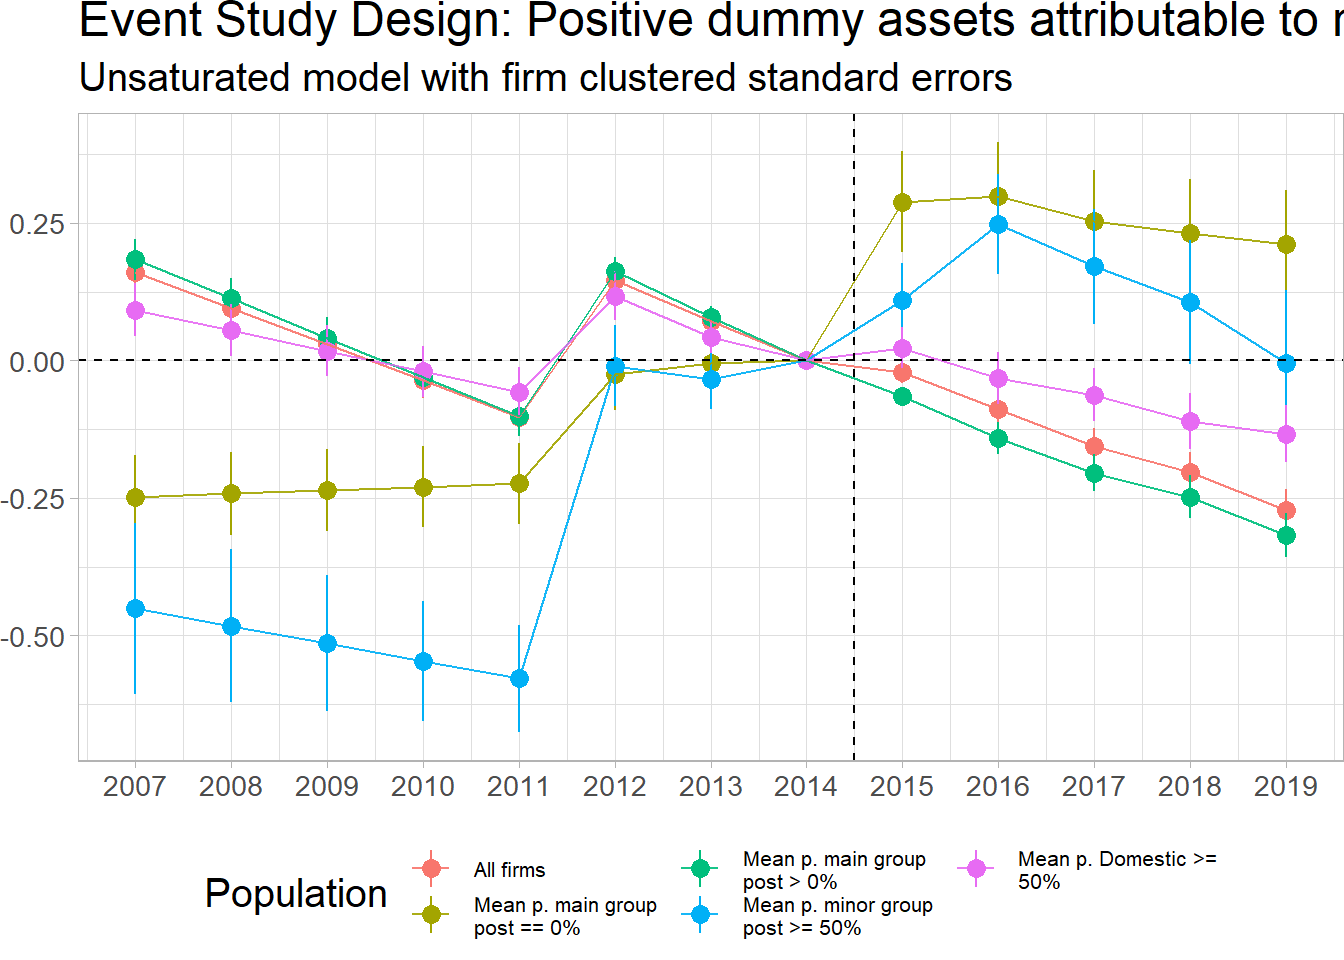 Event Study Design: Positive dummy assets attributable to
Unsaturated model with firm clustered standard errors
0.25
0.00
-0.25
-0.50
2007 2008 2009 2010 2011 2012 2013 2014 2015 2016 2017 2018 2019
Population
All firms
Mean p. main group
post == 0%
Mean p. main group
post > 0%
Mean p. minor group
post >= 50%
Mean p. Domestic >=
50%